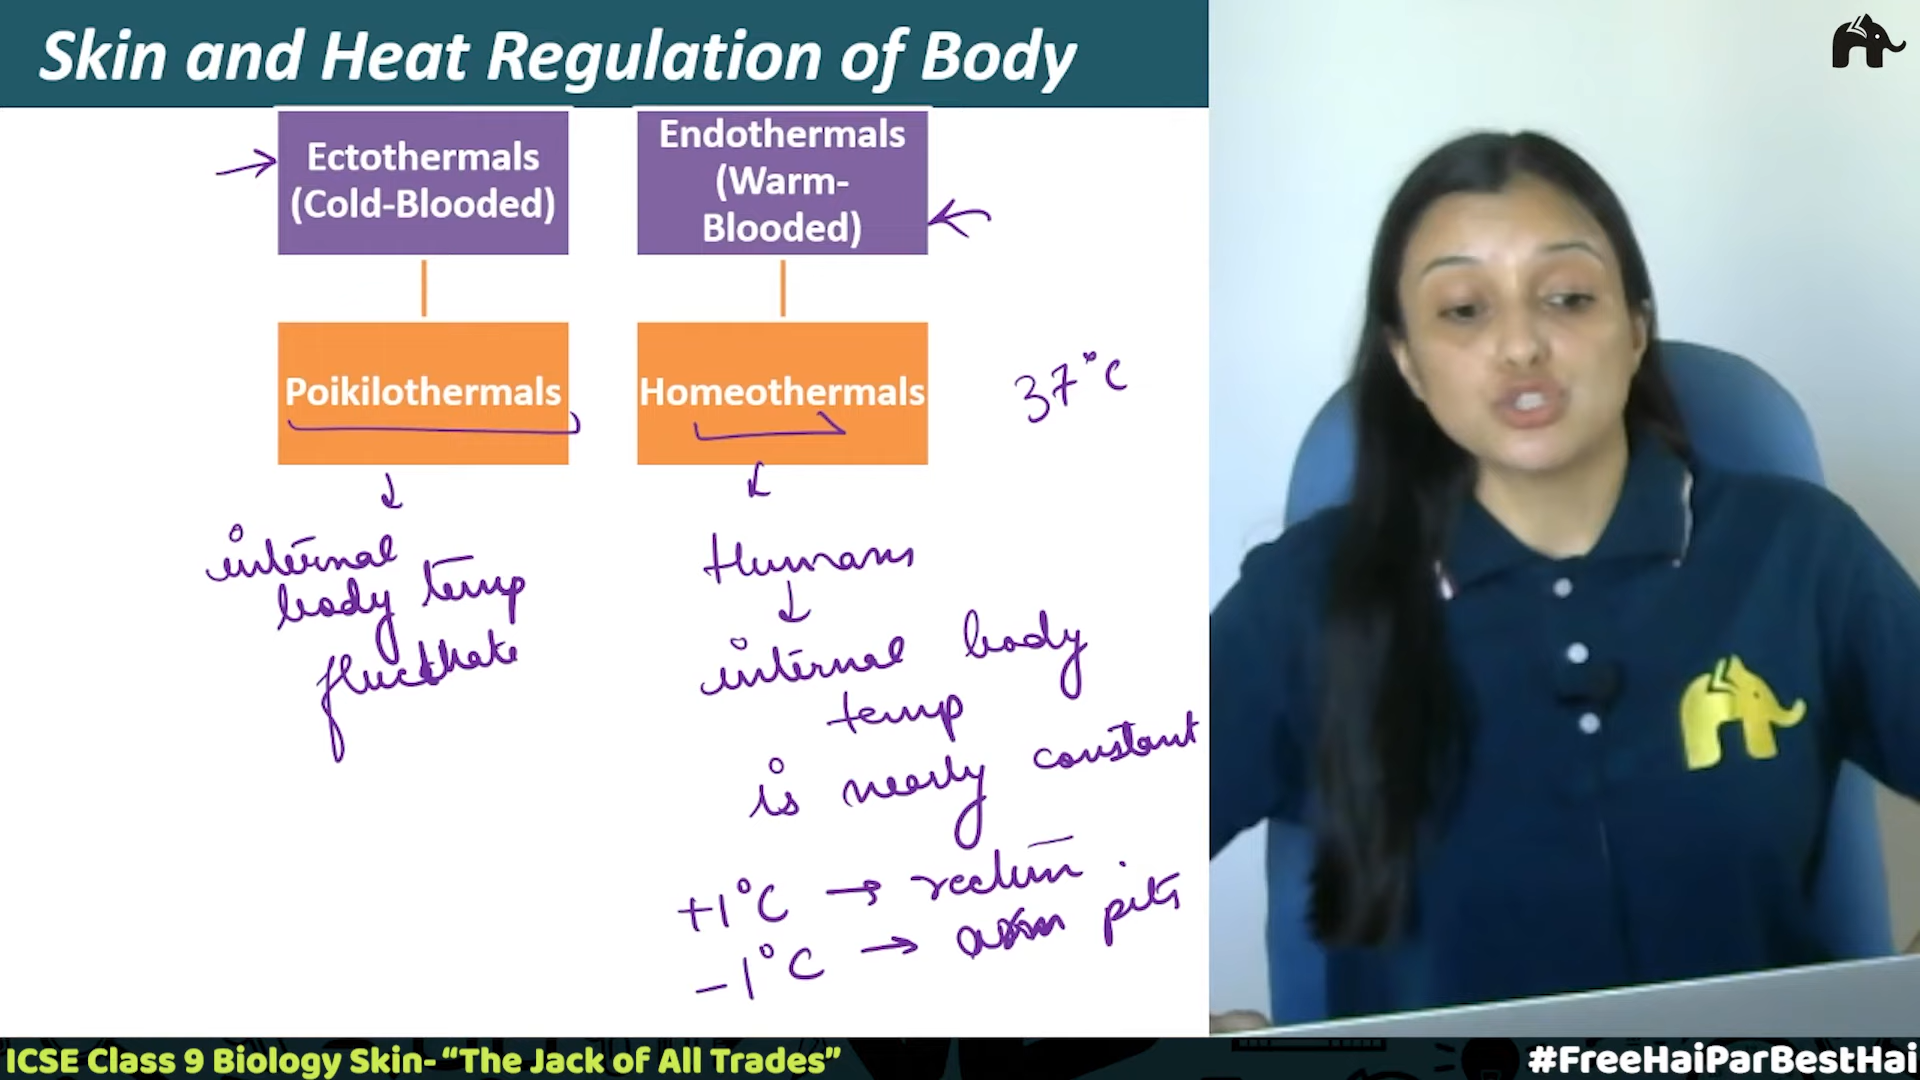 Skin and Heat Regulation of Body
Ectothermals
(Cold-Blooded)
Endothermals
(Warm-
Blooded)
Poikilothermals
Homeothermals
37°C
internal
body temp
Humans
internal body
temp
is nearly constant
+1°C → rectum
-1°C → arm pits
ICSE Class 9 Biology Skin- “The Jack of All Trades”
#FreeHaiParBestHai